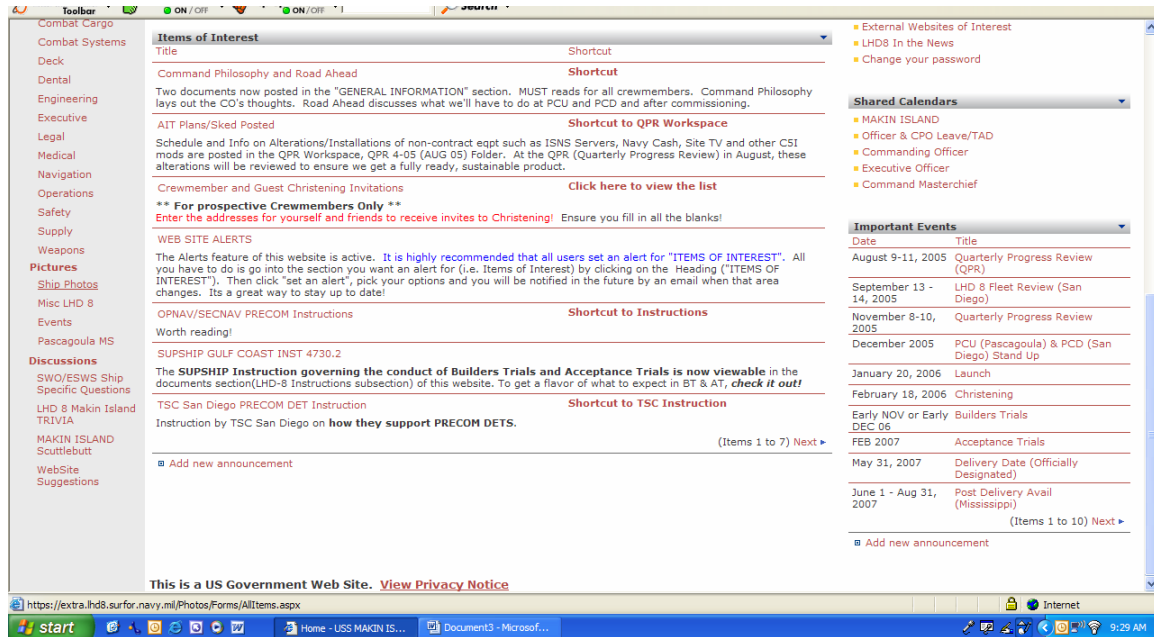 Toolbar ON / OFF ON / OFF Search
Combat Cargo
Combat Systems
Deck
Dental
Engineering
Executive
Legal
Medical
Navigation
Operations
Safety
Supply
Weapons
Pictures
Ship Photos
Misc LHD 8
Events
Pascagoula MS
Discussions
SWO/ESWS Ship
Specific Questions
LHD 8 Makin Island
TRIVIA
MAKIN ISLAND
Scuttlebutt
WebSite
Suggestions
Items of Interest
Title Shortcut
Command Philosophy and Road Ahead Shortcut
Two documents now posted in the "GENERAL INFORMATION" section. MUST reads for all crewmembers. Command Philosophy
lays out the CO's thoughts. Road Ahead discusses what we'll have to do at PCU and PCD and after commissioning.
AIT Plans/Sked Posted Shortcut to QPR Workspace
Schedule and Info on Alterations/Installations of non-contract eqpt such as ISNS Servers, Navy Cash, Site TV and other C5I
mods are posted in the QPR Workspace, QPR 4-05 (AUG 05) Folder. At the QPR (Quarterly Progress Review) in August, these
alterations will be reviewed to ensure we get a fully ready, sustainable product.
Crewmember and Guest Christening Invitations Click here to view the list
** For prospective Crewmembers Only **
Enter the addresses for yourself and friends to receive invites to Christening! Ensure you fill in all the blanks!
WEB SITE ALERTS
The Alerts feature of this website is active. It is highly recommended that all users set an alert for "ITEMS OF INTEREST". All
you have to do is go into the section you want an alert for (i.e. Items of Interest) by clicking on the Heading ("ITEMS OF
INTEREST"). Then click "set an alert", pick your options and you will be notified in the future by an email when that area
changes. Its a great way to stay up to date!
OPNAV/SECNAV PRECOM Instructions Shortcut to Instructions
Worth reading!
SUPSHIP GULF COAST INST 4730.2
The SUPSHIP Instruction governing the conduct of Builders Trials and Acceptance Trials is now viewable in the
documents section(LHD-8 Instructions subsection) of this website. To get a flavor of what to expect in BT & AT, check it out!
TSC San Diego PRECOM DET Instruction Shortcut to TSC Instruction
Instruction by TSC San Diego on how they support PRECOM DETS.
(Items 1 to 7) Next
Add new announcement
This is a US Government Web Site. View Privacy Notice
External Websites of Interest
LHD8 In the News
Change your password
Shared Calendars
MAKIN ISLAND
Officer & CPO Leave/TAD
Commanding Officer
Executive Officer
Command Masterchief
Important Events
Date Title
August 9-11, 2005 Quarterly Progress Review
(QPR)
September 13 - LHD 8 Fleet Review (San
14, 2005 Diego)
November 8-10, Quarterly Progress Review
2005
December 2005 PCU (Pascagoula) & PCD (San
Diego) Stand Up
January 20, 2006 Launch
February 18, 2006 Christening
Early NOV or Early Builders Trials
DEC 06
FEB 2007 Acceptance Trials
May 31, 2007 Delivery Date (Officially
Designated)
June 1 - Aug 31, Post Delivery Avail
2007 (Mississippi)
(Items 1 to 10) Next
Add new announcement
https://extra.lhd8.surfor.navy.mil/Photos/Forms/AllItems.aspx Internet
start Home - USS MAKIN IS... Document3 - Microsof... 9:29 AM